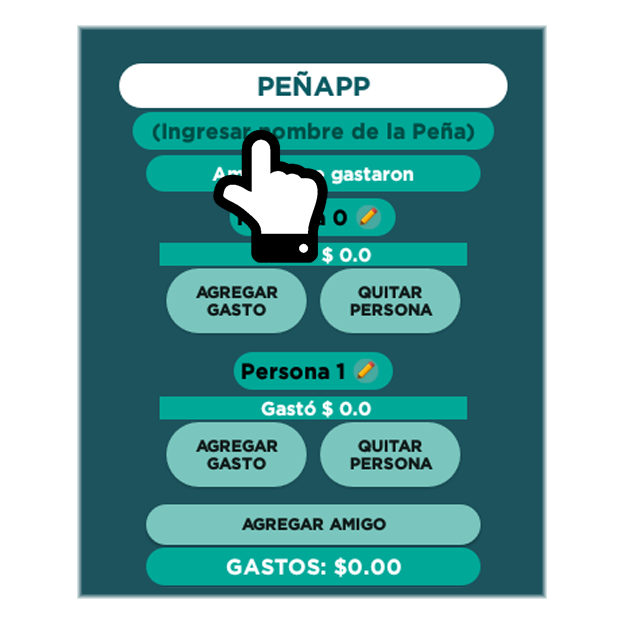 PEÑAPP
(Ingresar nombre de la Peña)
gastaron
0
$ 0.0
AGREGAR
GASTO
QUITAR
PERSONA
Persona 1
Gastó $ 0.0
AGREGAR
GASTO
QUITAR
PERSONA
AGREGAR AMIGO
GASTOS: $0.00